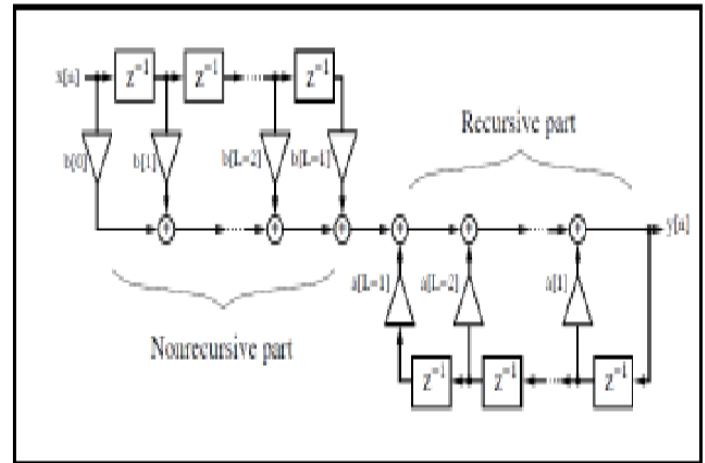 x[n]
z⁻¹
z⁻¹
z⁻¹
Recursive part
b[0]
b[1]
b[L-2]
b[L-1]
+
+
+
+
+
+
y[n]
a[L-1]
a[L-2]
a[1]
Nonrecursive part
z⁻¹
z⁻¹
z⁻¹